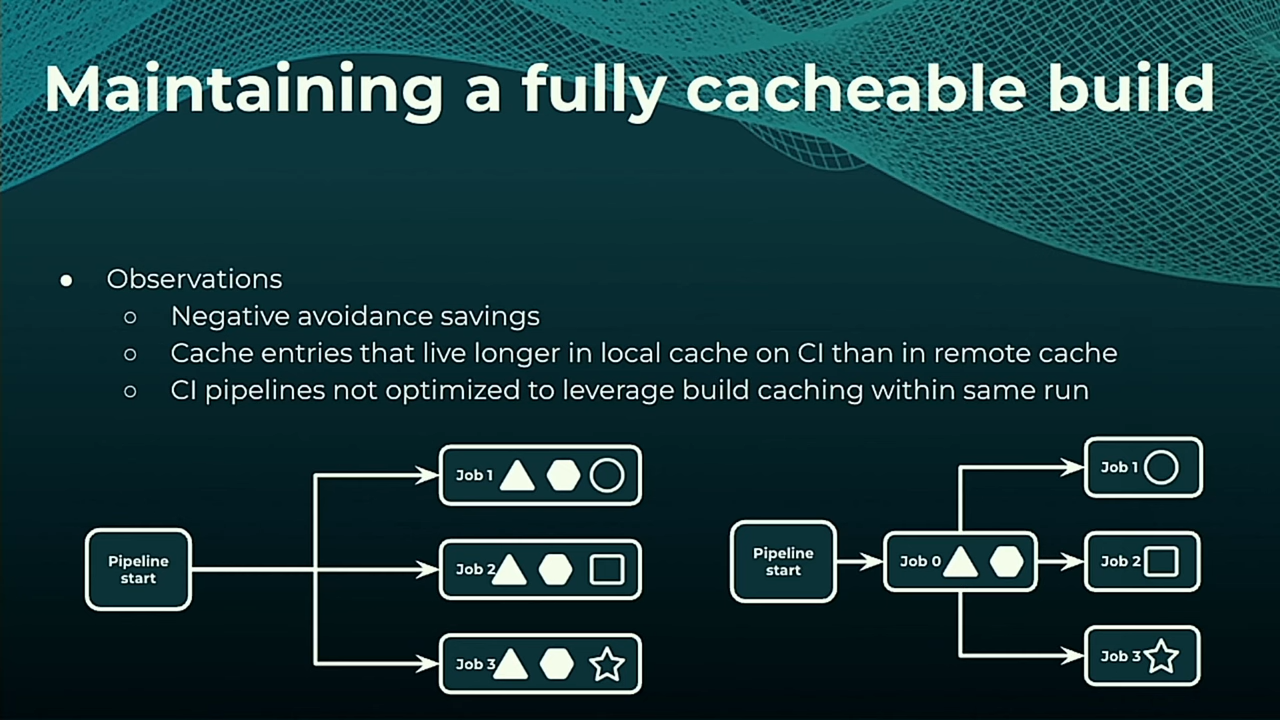 Maintaining a fully cacheable build
● Observations
○ Negative avoidance savings
○ Cache entries that live longer in local cache on CI than in remote cache
○ CI pipelines not optimized to leverage build caching within same run
Pipeline
start
Job 1
Job 2
Job 3
Pipeline
start
Job 0
Job 1
Job 2
Job 3